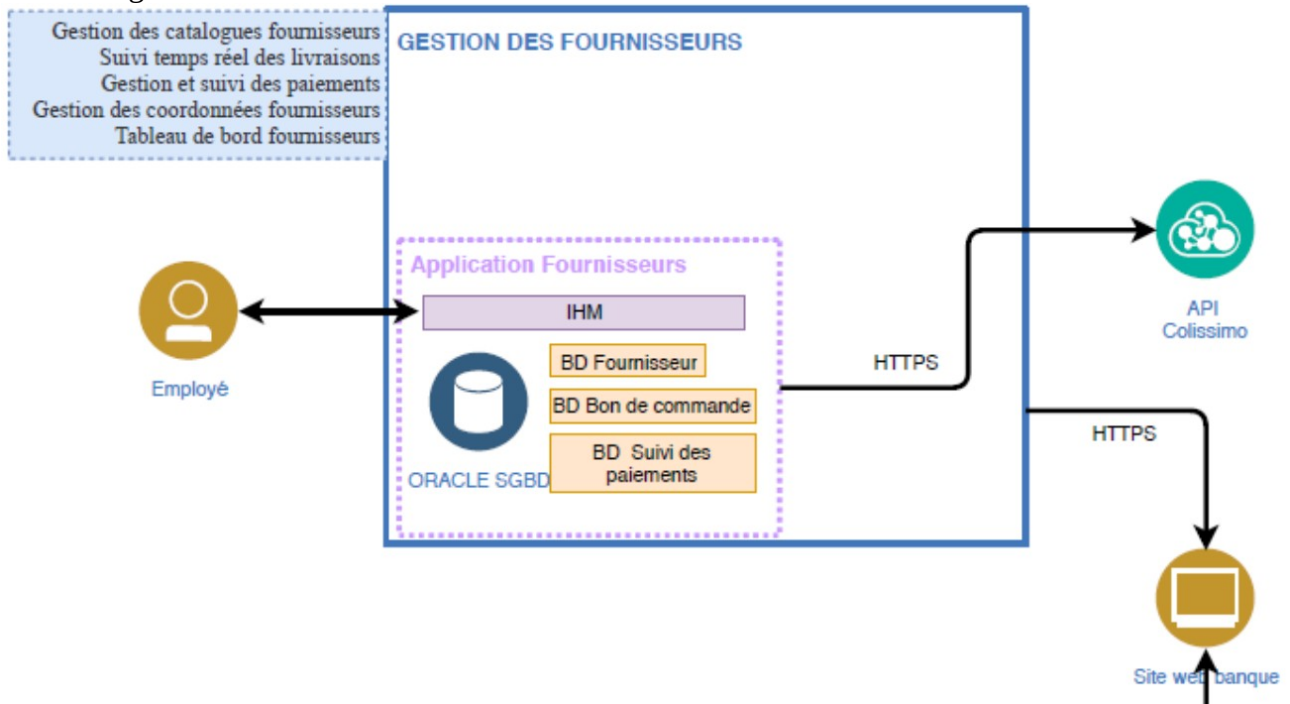 Gestion des catalogues fournisseurs
Suivi temps réel des livraisons
Gestion et suivi des paiements
Gestion des coordonnées fournisseurs
Tableau de bord fournisseurs
GESTION DES FOURNISSEURS
Application Fournisseurs
IHM
BD Fournisseur
BD Bon de commande
BD Suivi des
paiements
ORACLE SGBD
Employé
HTTPS
API
Colissimo
HTTPS
Site web banque